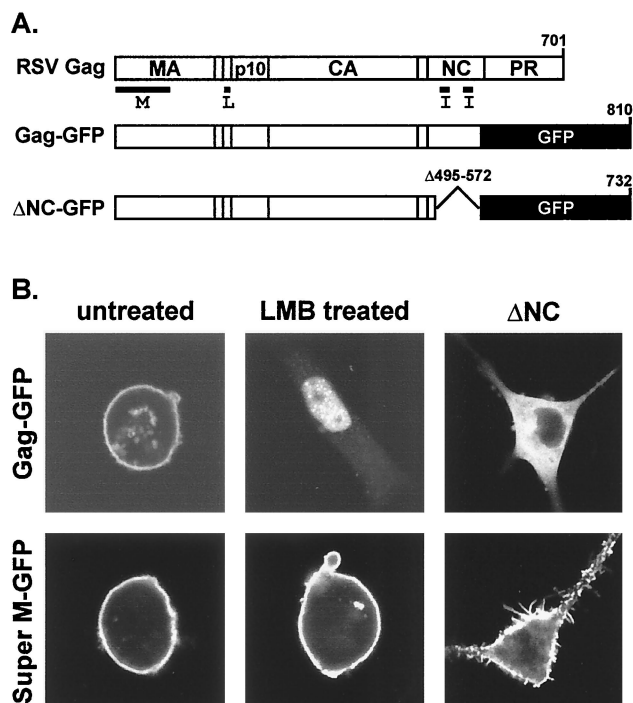 A.
701
RSV Gag MA p10 CA NC PR
M L I I
810
Gag-GFP GFP
Δ495-572
732
ΔNC-GFP GFP
B.
untreated LMB treated ΔNC
Gag-GFP
Super M-GFP